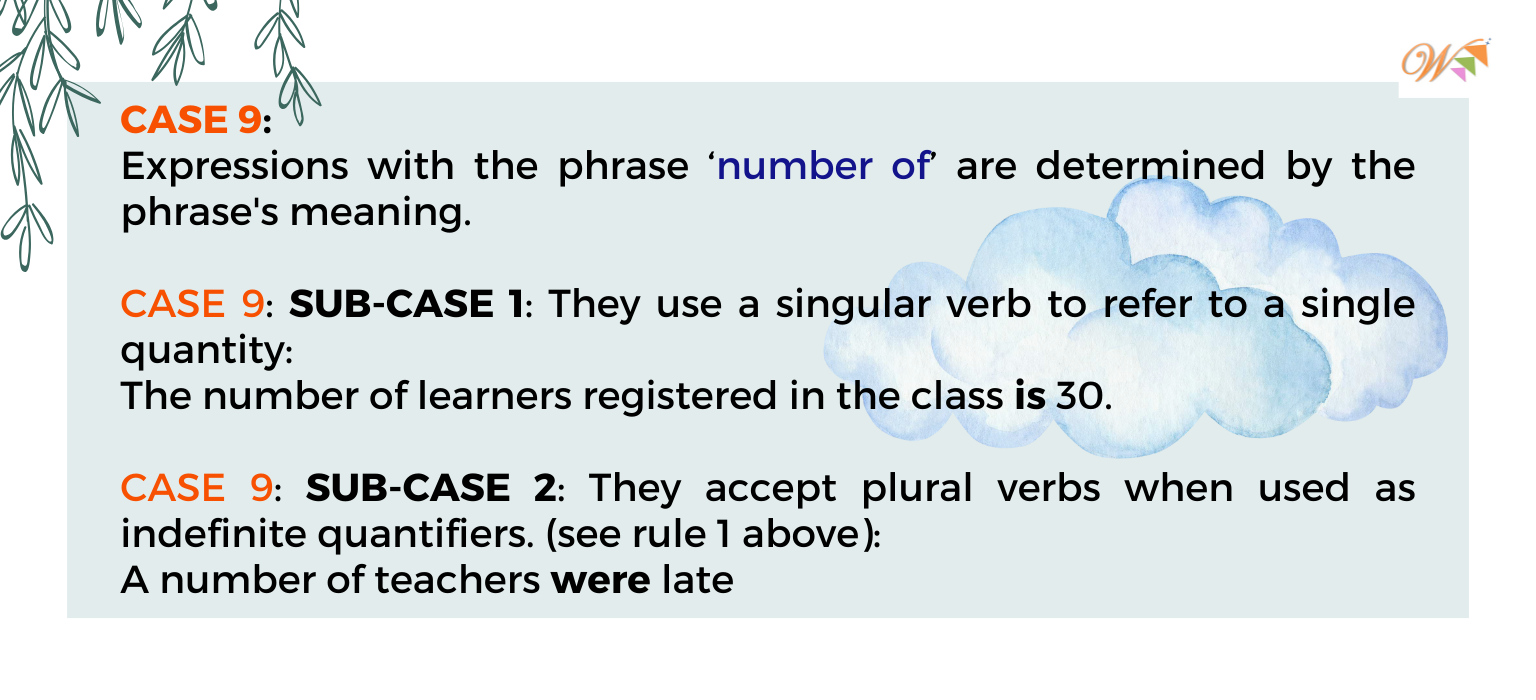 W
CASE 9:
Expressions with the phrase ‘number of’ are determined by the
phrase's meaning.
CASE 9: SUB-CASE 1: They use a singular verb to refer to a single
quantity:
The number of learners registered in the class is 30.
CASE 9: SUB-CASE 2: They accept plural verbs when used as
indefinite quantifiers. (see rule 1 above):
A number of teachers were late